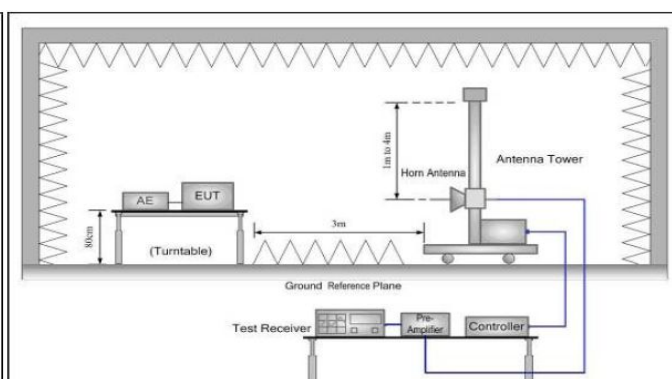 1m to 4m
Horn Antenna
Antenna Tower
AE
EUT
80cm
(Turntable)
3m
Ground Reference Plane
Test Receiver
Pre-
Amplifier
Controller